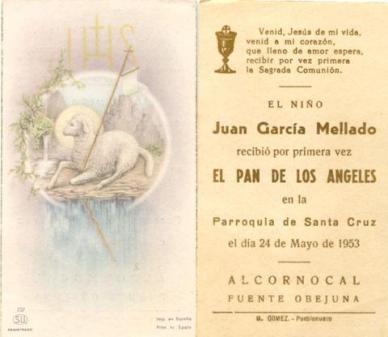 IHS
Imp. en España
Print. in Spain
REGISTRADO
Venid, Jesús de mi vida,
venid a mi corazón,
que lleno de amor espera,
recibir por vez primera
la Sagrada Comunión.
EL NIÑO
Juan García Mellado
recibió por primera vez
EL PAN DE LOS ANGELES
en la
Parroquia de Santa Cruz
el día 24 de Mayo de 1953
ALCORNOCAL
FUENTE OBEJUNA
M. GOMEZ. - Pueblonuevo